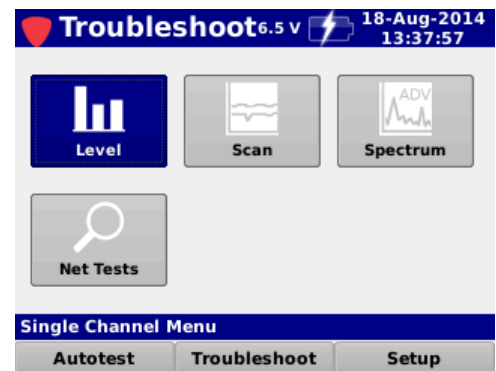 Troubleshoot 6.5 V 18-Aug-2014
13:37:57
Level Scan ADV Spectrum
Net Tests
Single Channel Menu
Autotest Troubleshoot Setup